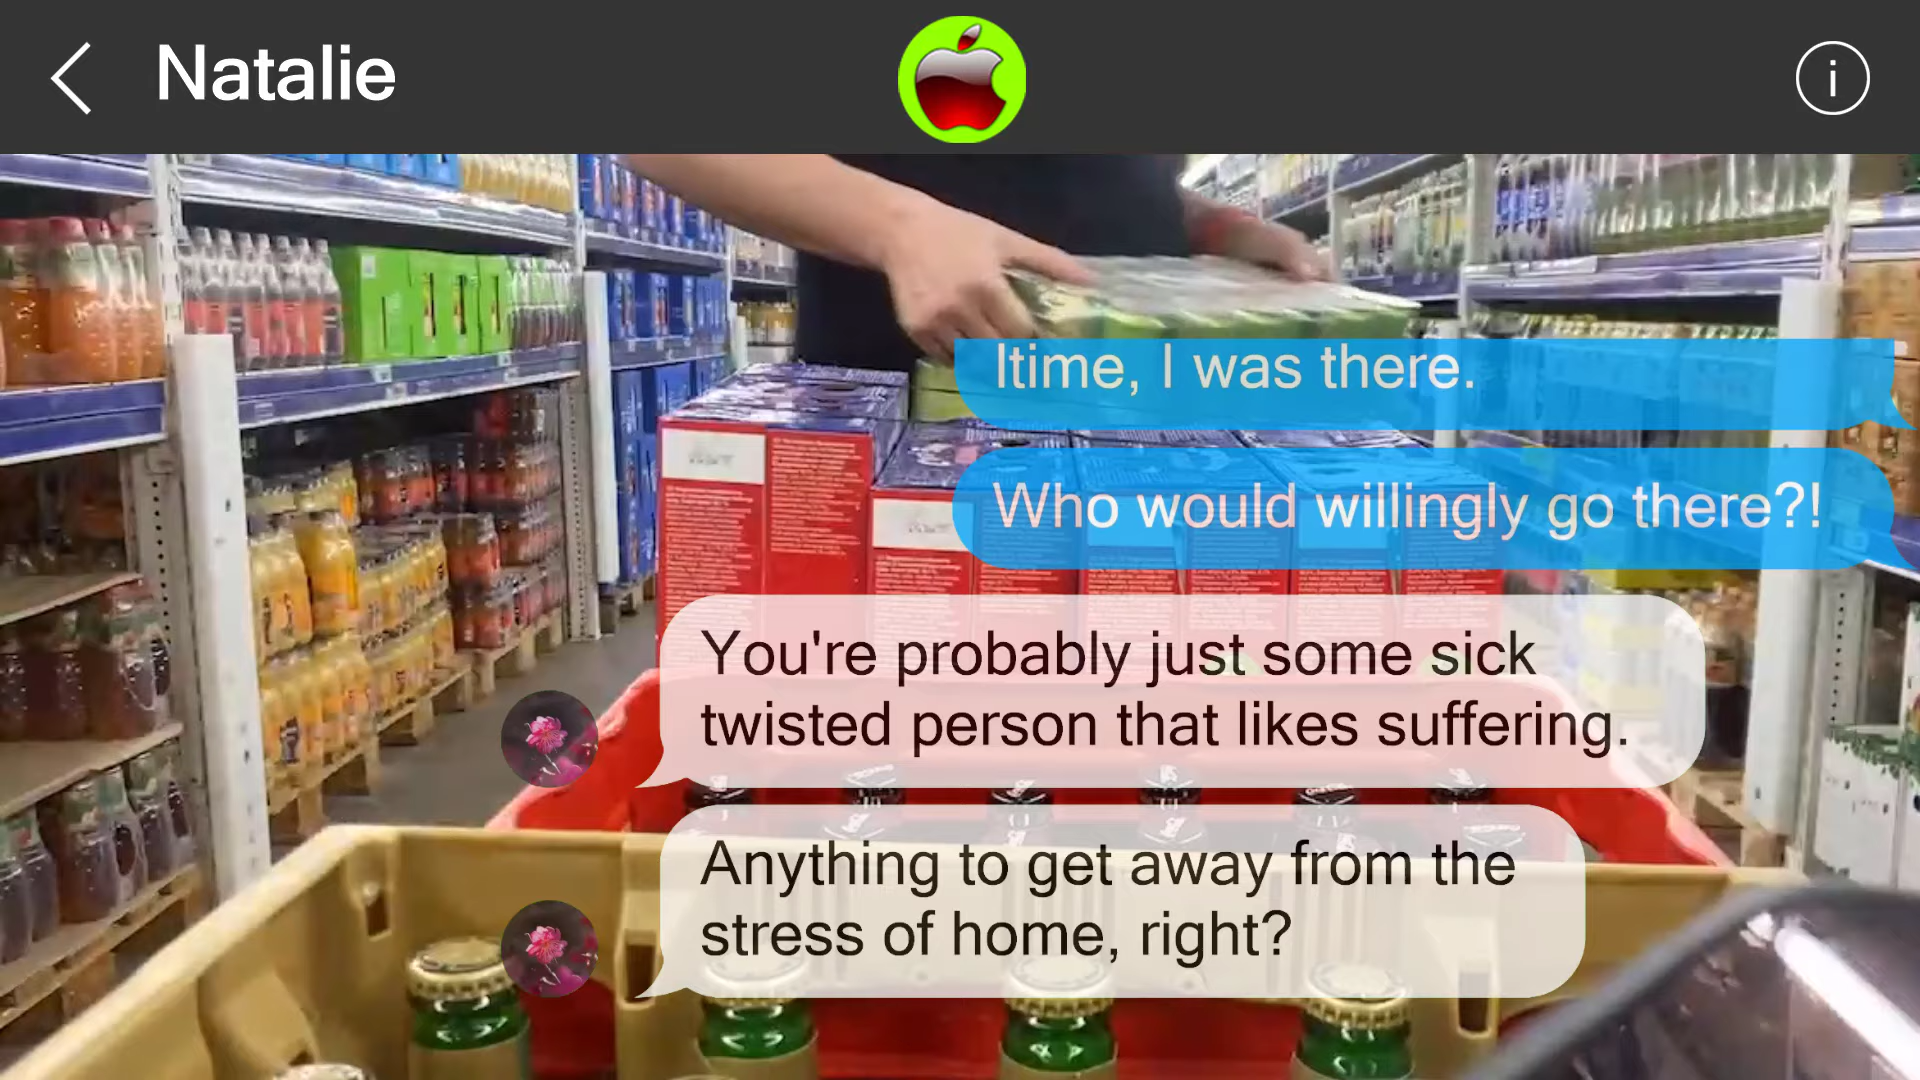 Natalie
Itime, I was there.
Who would willingly go there?!
You're probably just some sick
twisted person that likes suffering.
Anything to get away from the
stress of home, right?